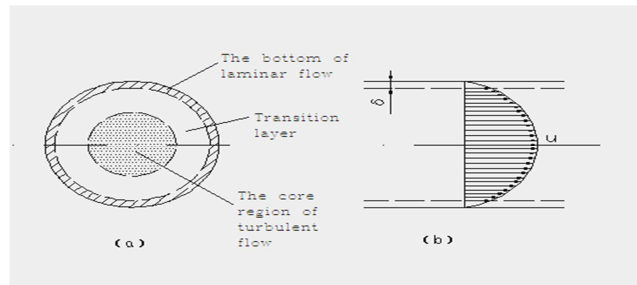 The bottom of
laminar flow
Transition
layer
The core
region of
turbulent
flow
(a)
δ
u
(b)